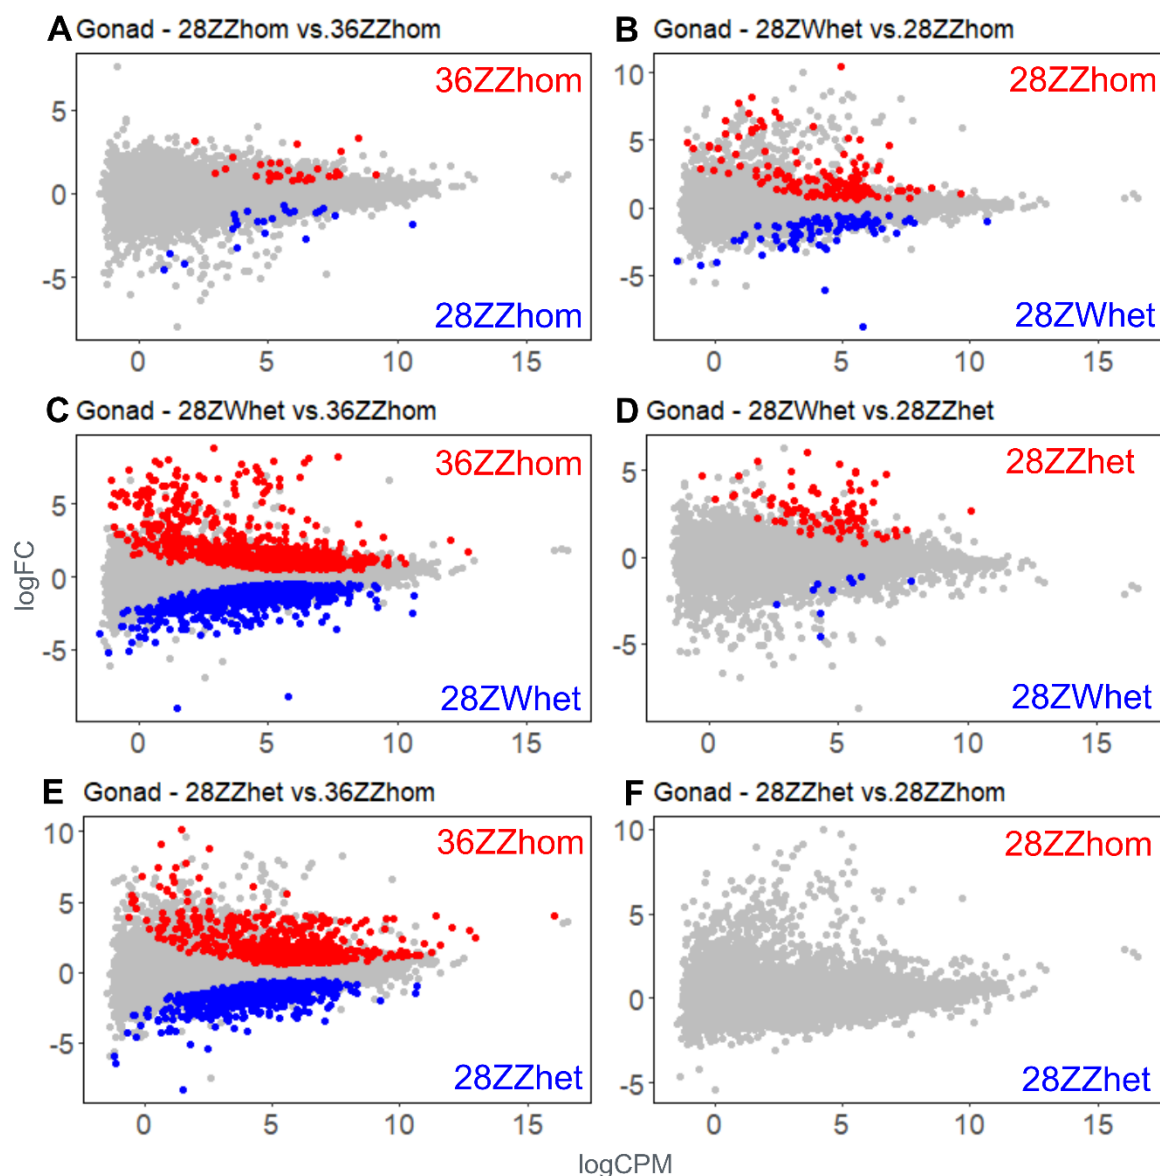 A Gonad - 28ZZhom vs.36ZZhom
5
0
-5
36ZZhom
28ZZhom
0 5 10 15
B Gonad - 28ZWhet vs.28ZZhom
10
5
0
-5
28ZZhom
28ZWhet
0 5 10 15
C Gonad - 28ZWhet vs.36ZZhom
5
0
-5
36ZZhom
28ZWhet
0 5 10 15
D Gonad - 28ZWhet vs.28ZZhet
5
0
-5
28ZZhet
28ZWhet
0 5 10 15
E Gonad - 28ZZhet vs.36ZZhom
10
5
0
-5
36ZZhom
28ZZhet
0 5 10 15
F Gonad - 28ZZhet vs.28ZZhom
10
5
0
-5
28ZZhom
28ZZhet
0 5 10 15
logFC
logCPM